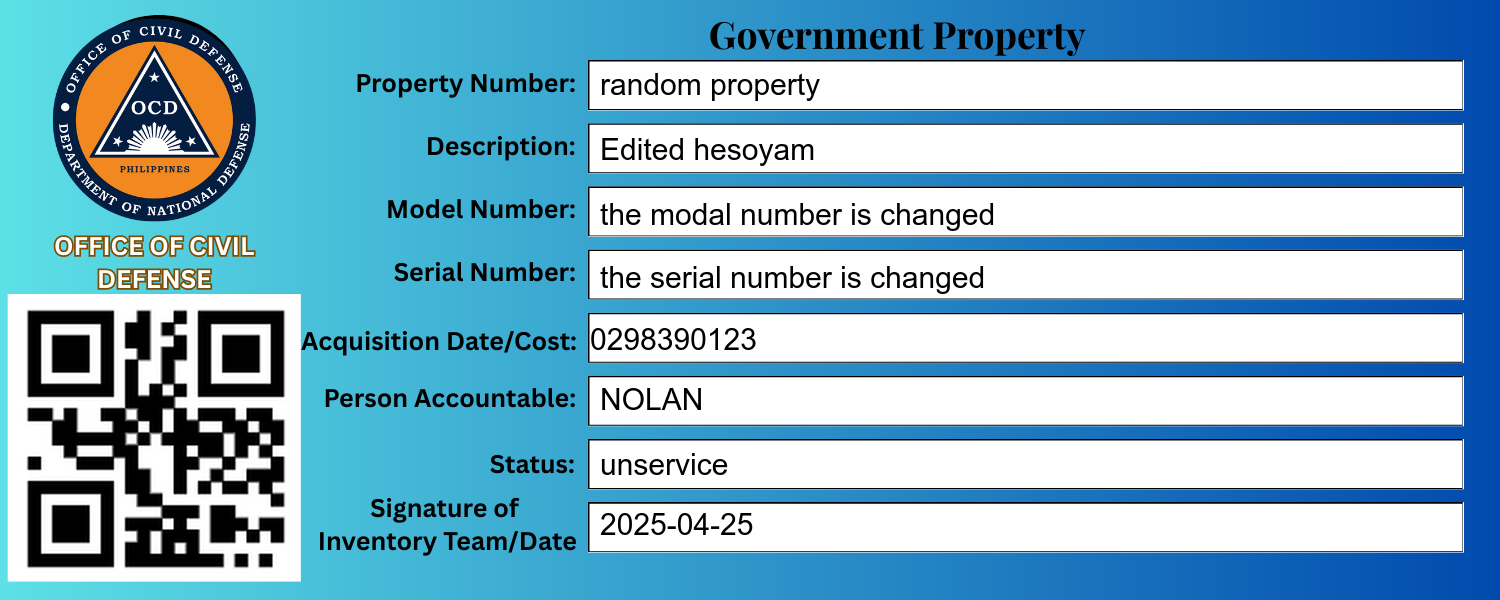 Government Property
OFFICE OF CIVIL DEFENSE
DEPARTMENT OF NATIONAL DEFENSE
OCD
PHILIPPINES
OFFICE OF CIVIL
DEFENSE
Property Number: random property
Description: Edited hesoyam
Model Number: the modal number is changed
Serial Number: the serial number is changed
Acquisition Date/Cost: 0298390123
Person Accountable: NOLAN
Status: unservice
Signature of
Inventory Team/Date 2025-04-25